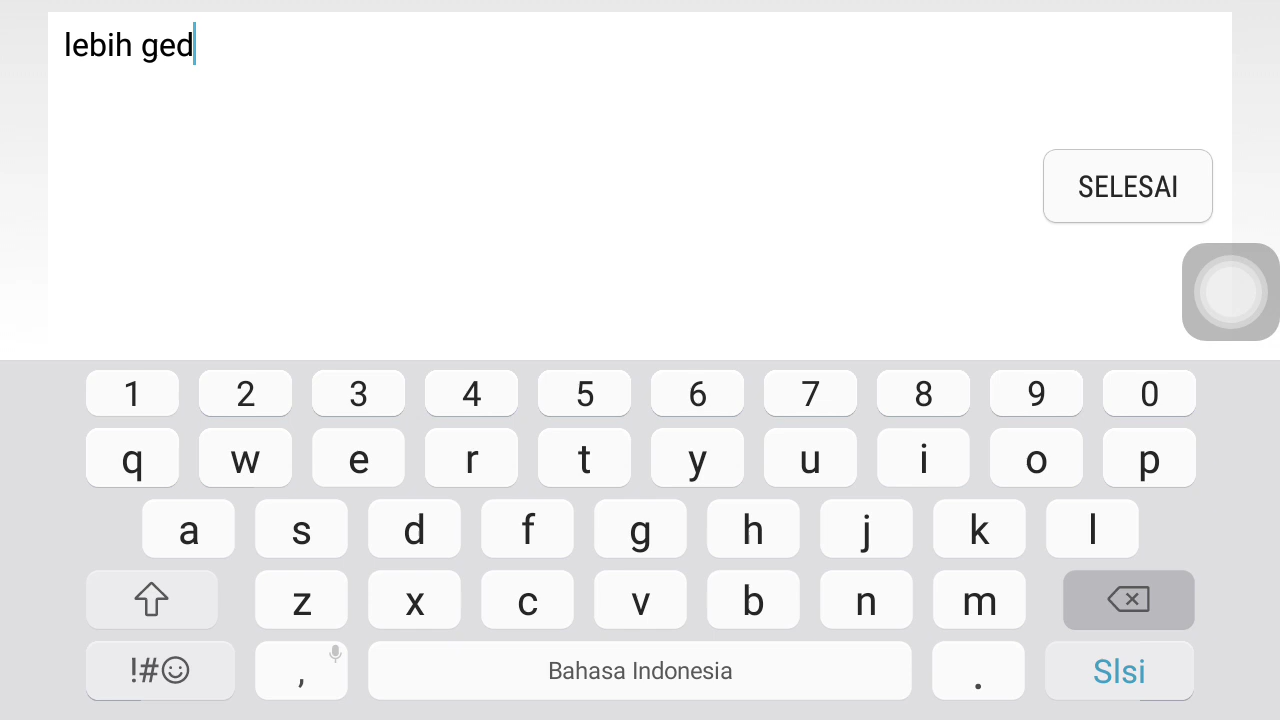 lebih ged
SELESAI
1 2 3 4 5 6 7 8 9 0
q w e r t y u i o p
a s d f g h j k l
z x c v b n m
!#☺ , Bahasa Indonesia . Slsi